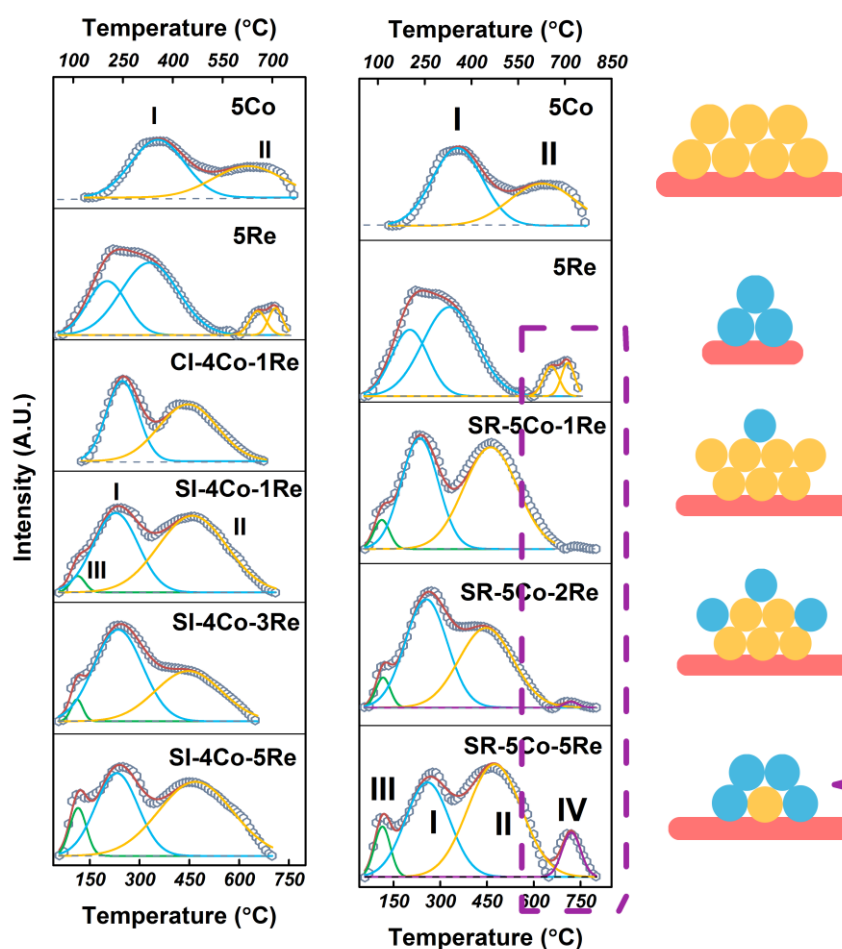 Temperature (°C)
100 250 400 550 700
5Co
I
II
5Re
CI-4Co-1Re
SI-4Co-1Re
I
II
III
SI-4Co-3Re
SI-4Co-5Re
150 300 450 600 750
Temperature (°C)
Intensity (A.U.)
Temperature (°C)
100 250 400 550 700 850
5Co
I
II
5Re
SR-5Co-1Re
SR-5Co-2Re
SR-5Co-5Re
III
I
II
IV
150 300 450 600 750
Temperature (°C)